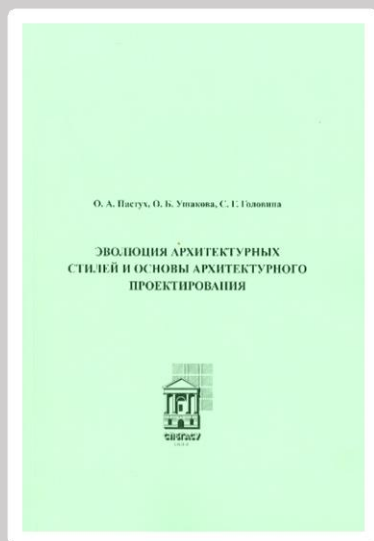 О. А. Пастух, О. Б. Ушакова, С. Г. Головина
ЭВОЛЮЦИЯ АРХИТЕКТУРНЫХ
СТИЛЕЙ И ОСНОВЫ АРХИТЕКТУРНОГО
ПРОЕКТИРОВАНИЯ
СПбГАСУ